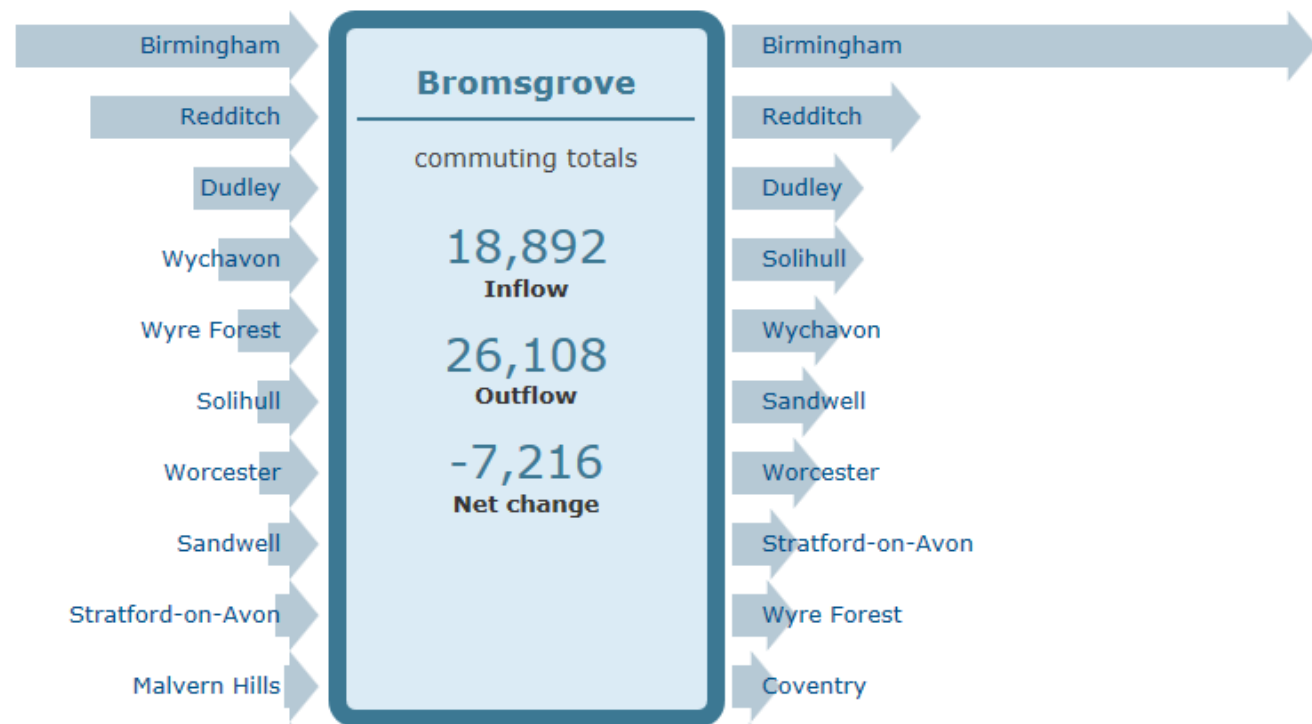 Birmingham
Redditch
Dudley
Wychavon
Wyre Forest
Solihull
Worcester
Sandwell
Stratford-on-Avon
Malvern Hills
Bromsgrove
commuting totals
18,892
Inflow
26,108
Outflow
-7,216
Net change
Birmingham
Redditch
Dudley
Solihull
Wychavon
Sandwell
Worcester
Stratford-on-Avon
Wyre Forest
Coventry